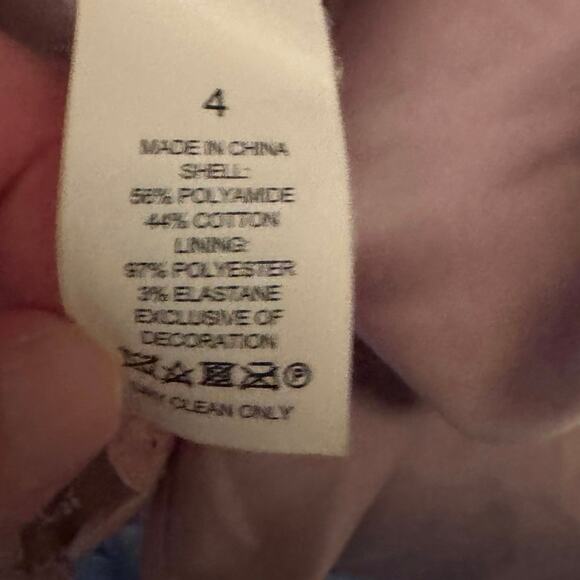 4
MADE IN CHINA
SHELL:
56% POLYAMIDE
44% COTTON
LINING:
97% POLYESTER
3% ELASTANE
EXCLUSIVE OF
DECORATION
P
DRY CLEAN ONLY